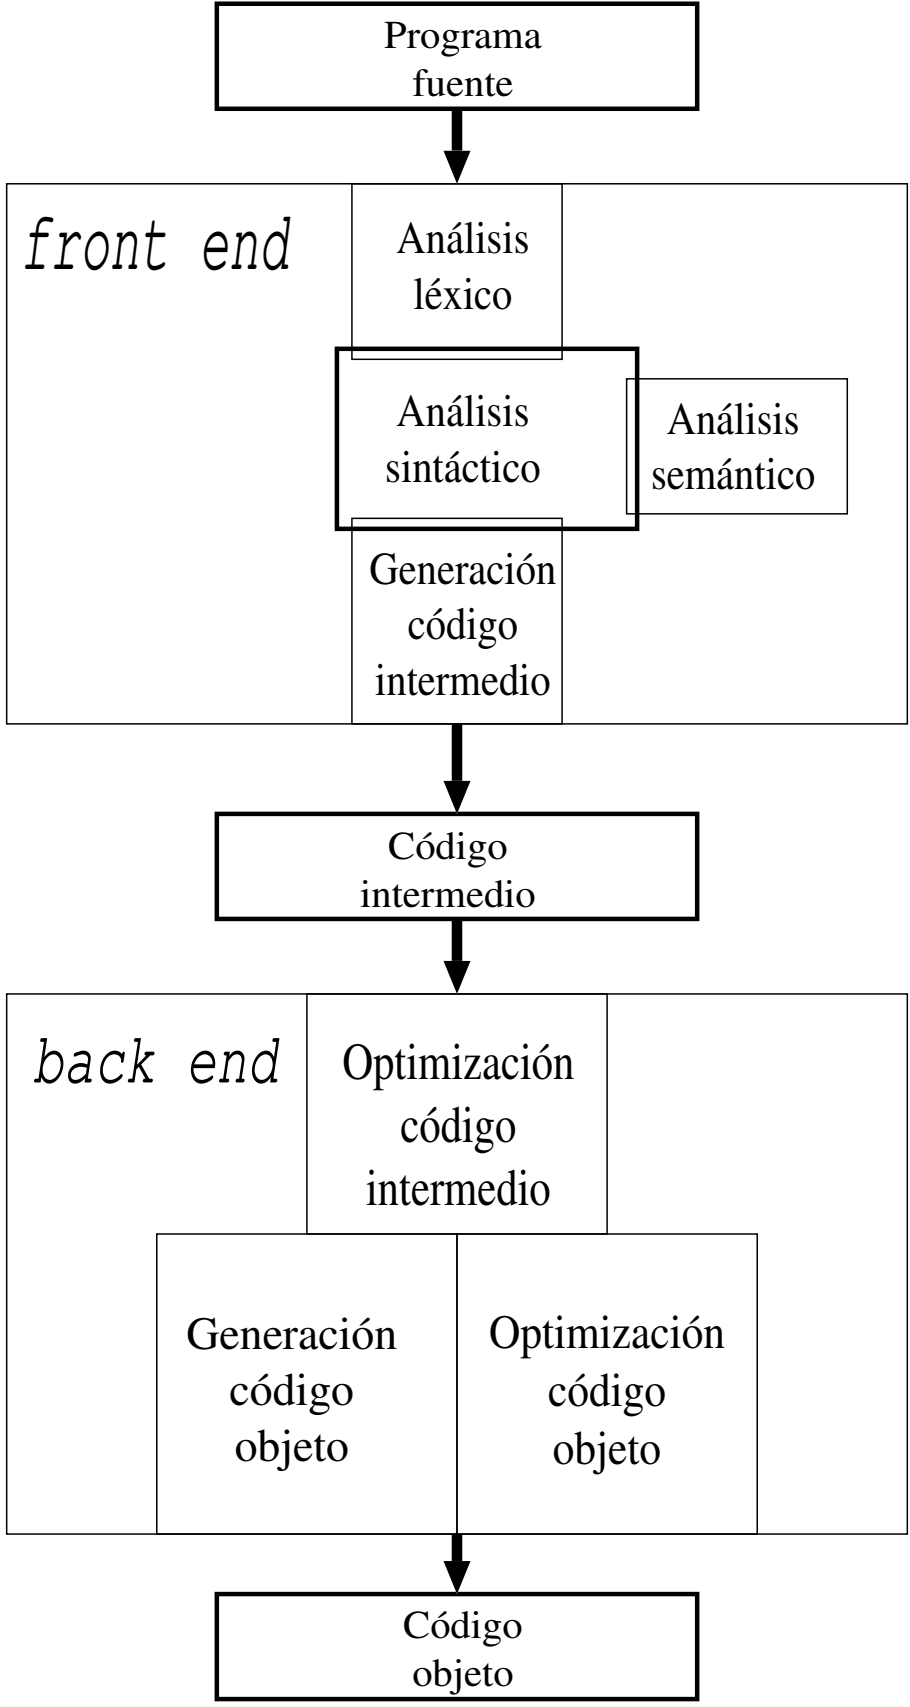 Programa
fuente
front end
Análisis
léxico
Análisis
sintáctico
Análisis
semántico
Generación
código
intermedio
Código
intermedio
back end
Optimización
código
intermedio
Generación
código
objeto
Optimización
código
objeto
Código
objeto